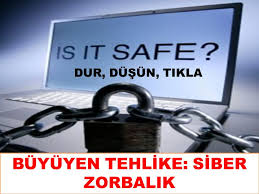 IS IT SAFE?
DUR, DÜŞÜN, TIKLA
BÜYÜYEN TEHLİKE: SİBER
ZORBALIK